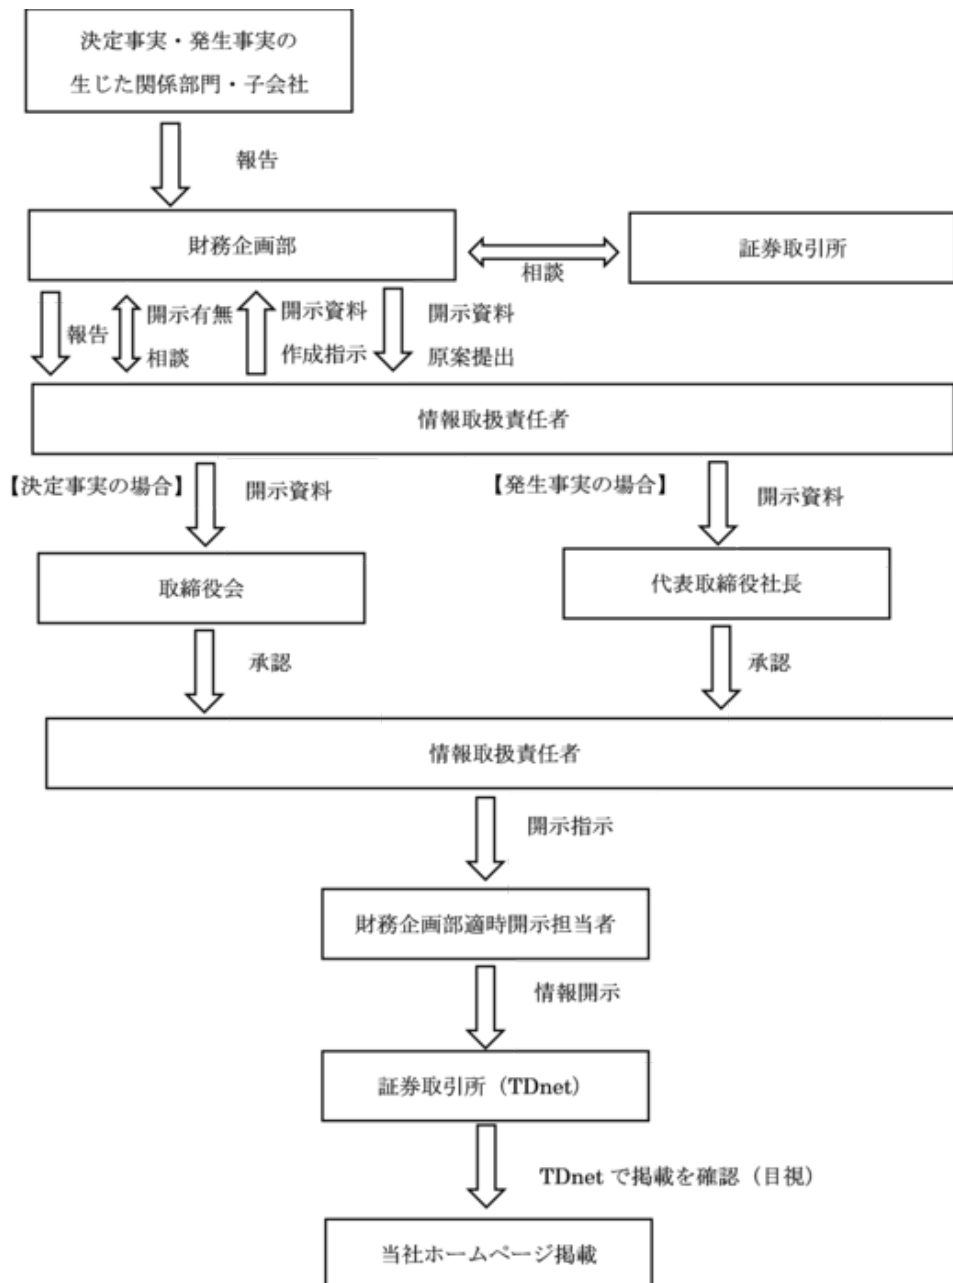 決定事実・発生事実の
生じた関係部門・子会社
報告
財務企画部
相談
証券取引所
報告
開示有無
相談
開示資料
作成指示
開示資料
原案提出
情報取扱責任者
【決定事実の場合】
開示資料
【発生事実の場合】
開示資料
取締役会
代表取締役社長
承認
承認
情報取扱責任者
開示指示
財務企画部適時開示担当者
情報開示
証券取引所（TDnet）
TDnet で掲載を確認（目視）
当社ホームページ掲載